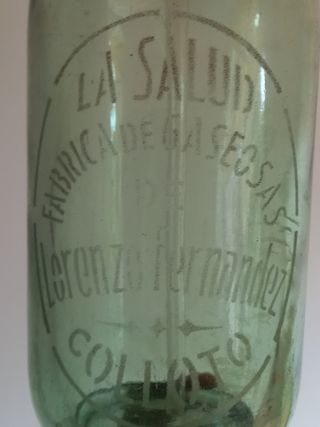 LA SALUD
FABRICA DE GASEOSAS
DE
Lorenzo Fernandez
COLLOTO